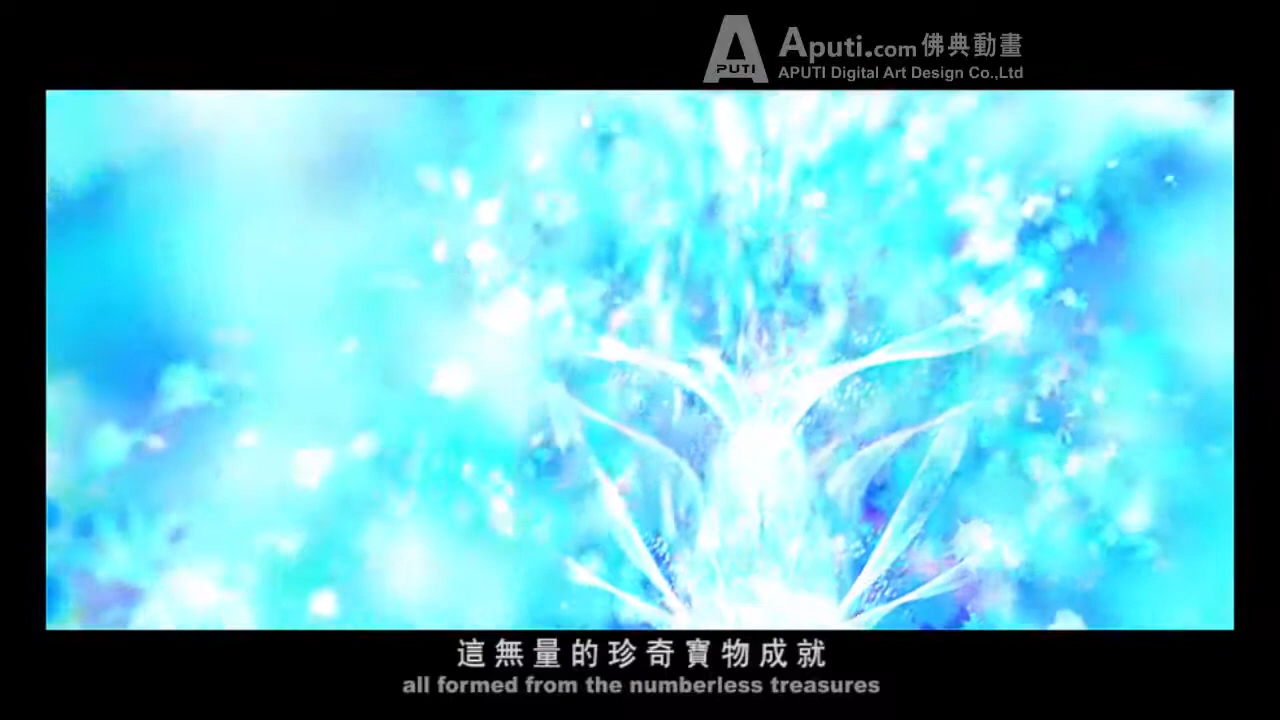 Aputi.com 佛典動畫
PUTI
APUTI Digital Art Design Co.,Ltd
這無量的珍奇寶物成就
all formed from the numberless treasures